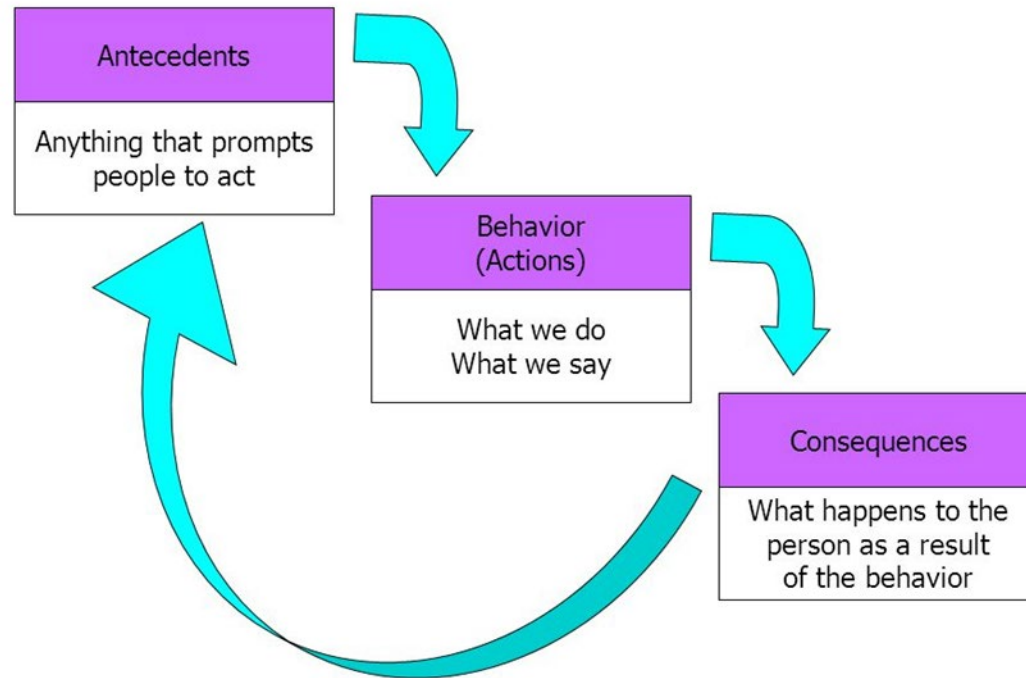 Antecedents
Anything that prompts
people to act
Behavior
(Actions)
What we do
What we say
Consequences
What happens to the
person as a result
of the behavior